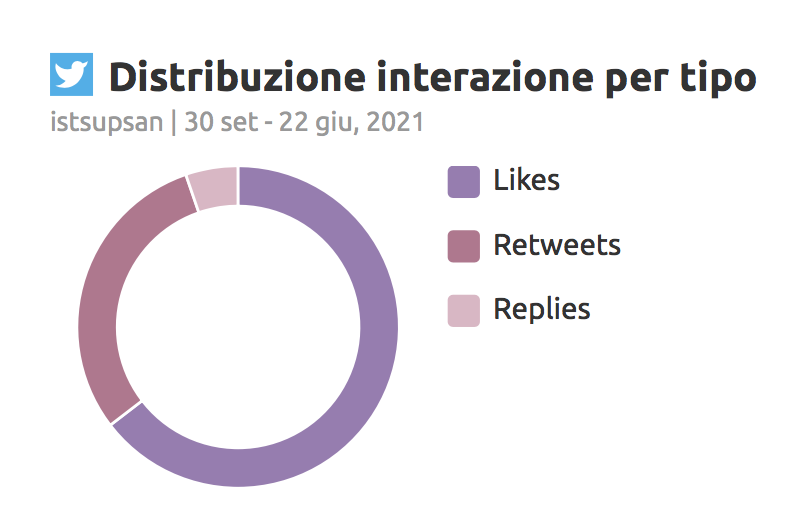 Distribuzione interazione per tipo
istsupsan | 30 set - 22 giu, 2021
Likes
Retweets
Replies